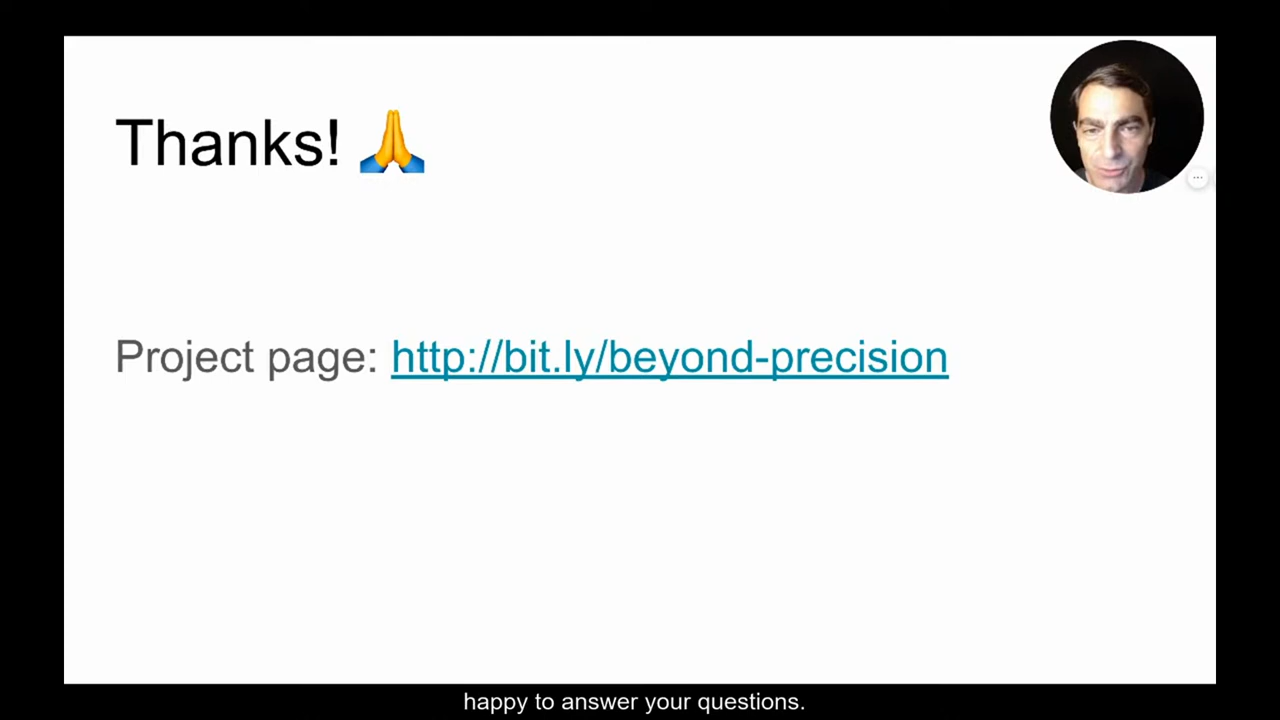 Thanks! 🙏
Project page: http://bit.ly/beyond-precision
happy to answer your questions.